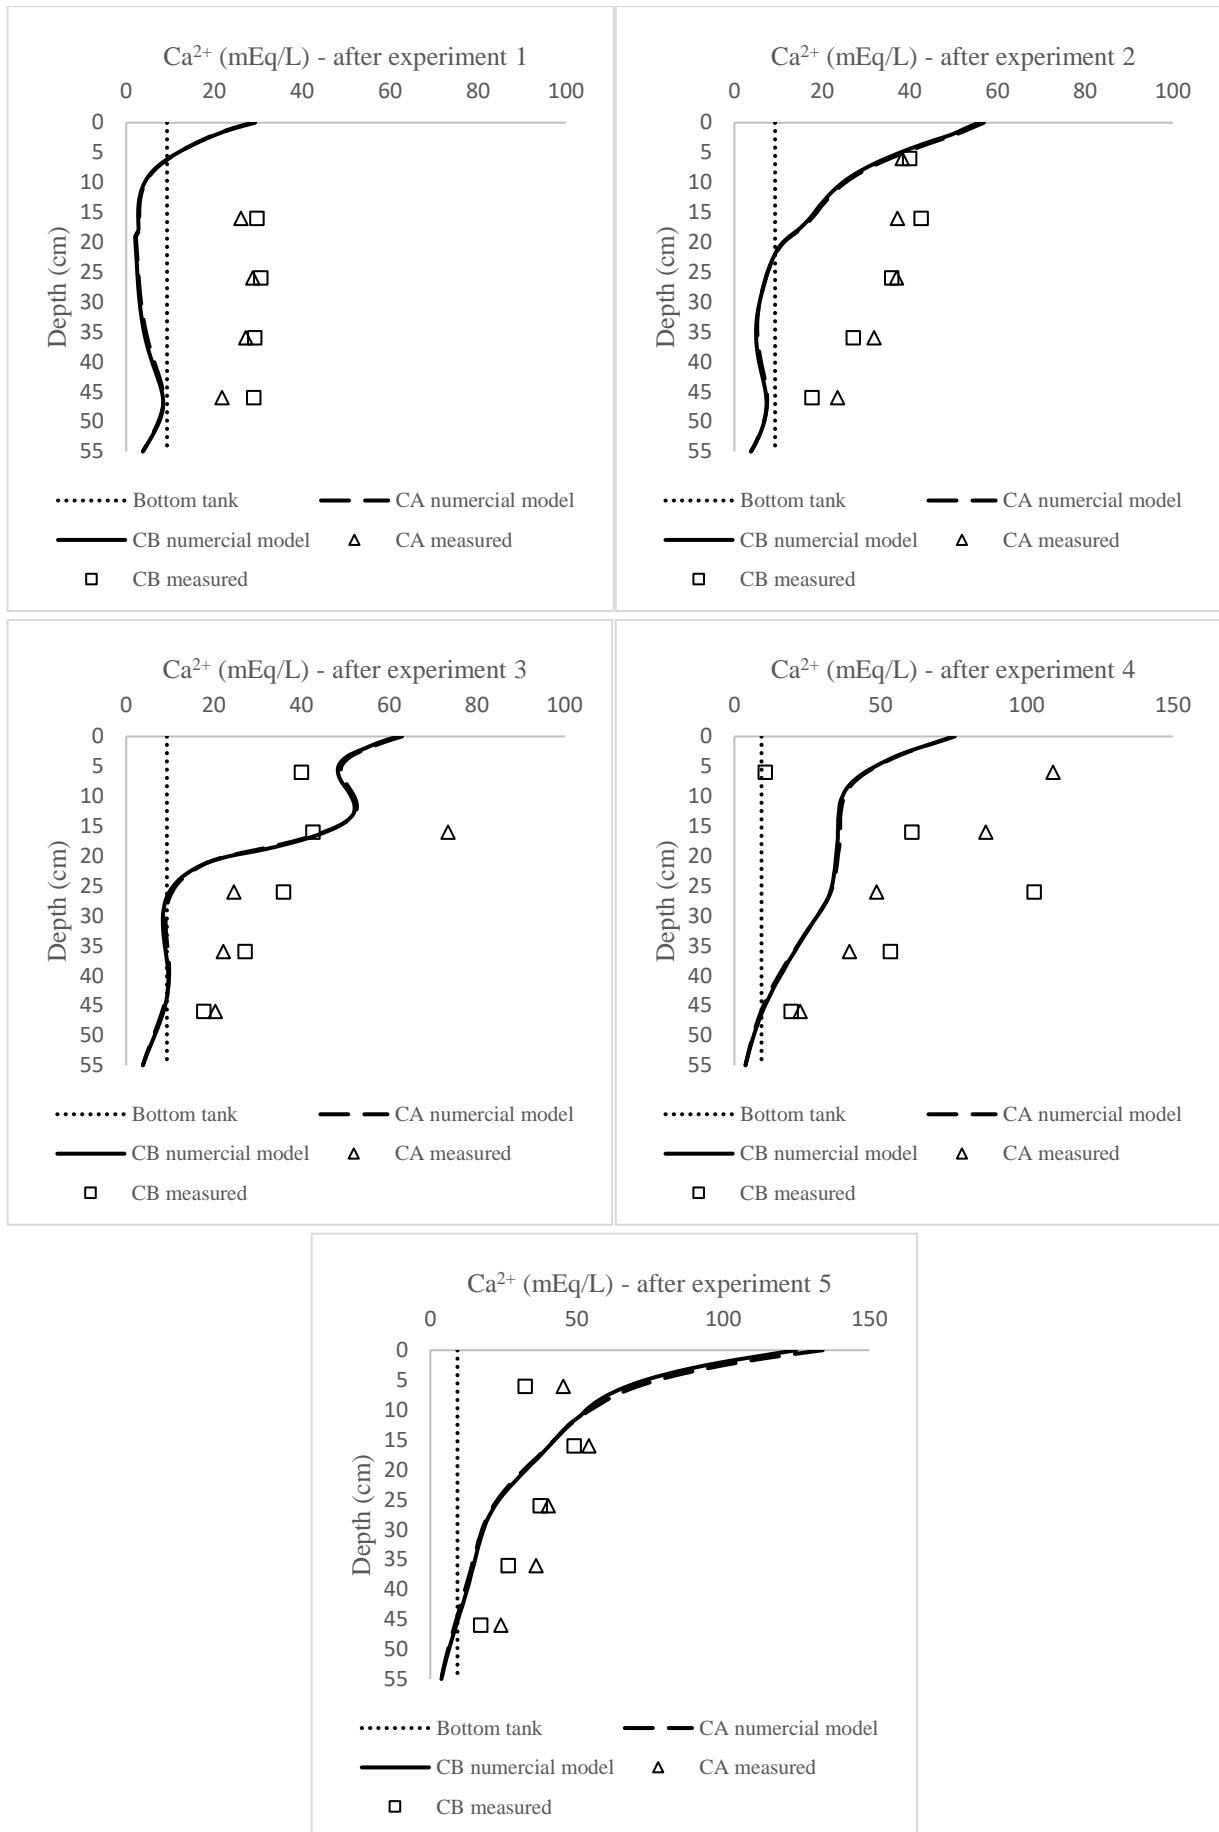 Ca²⁺ (mEq/L) - after experiment 1
0 20 40 60 80 100
0
5
10
15
20
25
30
35
40
45
50
55
Depth (cm)
Bottom tank
CA numercial model
CB numercial model
CA measured
CB measured
Ca²⁺ (mEq/L) - after experiment 2
0 20 40 60 80 100
0
5
10
15
20
25
30
35
40
45
50
55
Depth (cm)
Bottom tank
CA numercial model
CB numercial model
CA measured
CB measured
Ca²⁺ (mEq/L) - after experiment 3
0 20 40 60 80 100
0
5
10
15
20
25
30
35
40
45
50
55
Depth (cm)
Bottom tank
CA numercial model
CB numercial model
CA measured
CB measured
Ca²⁺ (mEq/L) - after experiment 4
0 50 100 150
0
5
10
15
20
25
30
35
40
45
50
55
Depth (cm)
Bottom tank
CA numercial model
CB numercial model
CA measured
CB measured
Ca²⁺ (mEq/L) - after experiment 5
0 50 100 150
0
5
10
15
20
25
30
35
40
45
50
55
Depth (cm)
Bottom tank
CA numercial model
CB numercial model
CA measured
CB measured